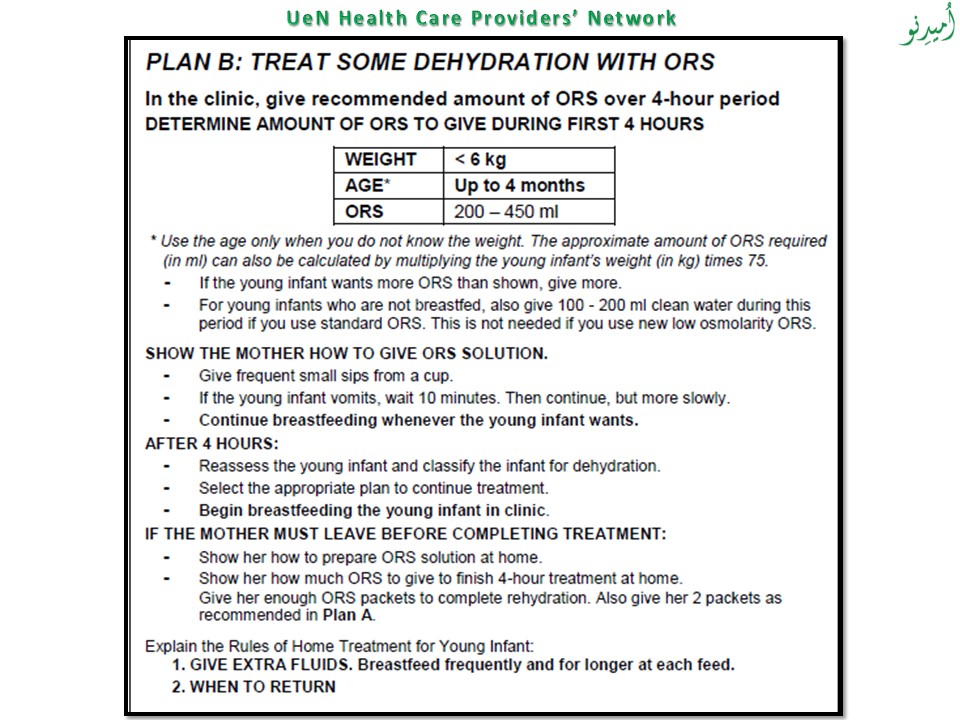 UeN Health Care Providers' Network
اُمیدِنو
PLAN B: TREAT SOME DEHYDRATION WITH ORS
In the clinic, give recommended amount of ORS over 4-hour period
DETERMINE AMOUNT OF ORS TO GIVE DURING FIRST 4 HOURS
WEIGHT < 6 kg
AGE* Up to 4 months
ORS 200 – 450 ml
* Use the age only when you do not know the weight. The approximate amount of ORS required
(in ml) can also be calculated by multiplying the young infant's weight (in kg) times 75.
- If the young infant wants more ORS than shown, give more.
- For young infants who are not breastfed, also give 100 - 200 ml clean water during this
period if you use standard ORS. This is not needed if you use new low osmolarity ORS.
SHOW THE MOTHER HOW TO GIVE ORS SOLUTION.
- Give frequent small sips from a cup.
- If the young infant vomits, wait 10 minutes. Then continue, but more slowly.
- Continue breastfeeding whenever the young infant wants.
AFTER 4 HOURS:
- Reassess the young infant and classify the infant for dehydration.
- Select the appropriate plan to continue treatment.
- Begin breastfeeding the young infant in clinic.
IF THE MOTHER MUST LEAVE BEFORE COMPLETING TREATMENT:
- Show her how to prepare ORS solution at home.
- Show her how much ORS to give to finish 4-hour treatment at home.
Give her enough ORS packets to complete rehydration. Also give her 2 packets as
recommended in Plan A.
Explain the Rules of Home Treatment for Young Infant:
1. GIVE EXTRA FLUIDS. Breastfeed frequently and for longer at each feed.
2. WHEN TO RETURN